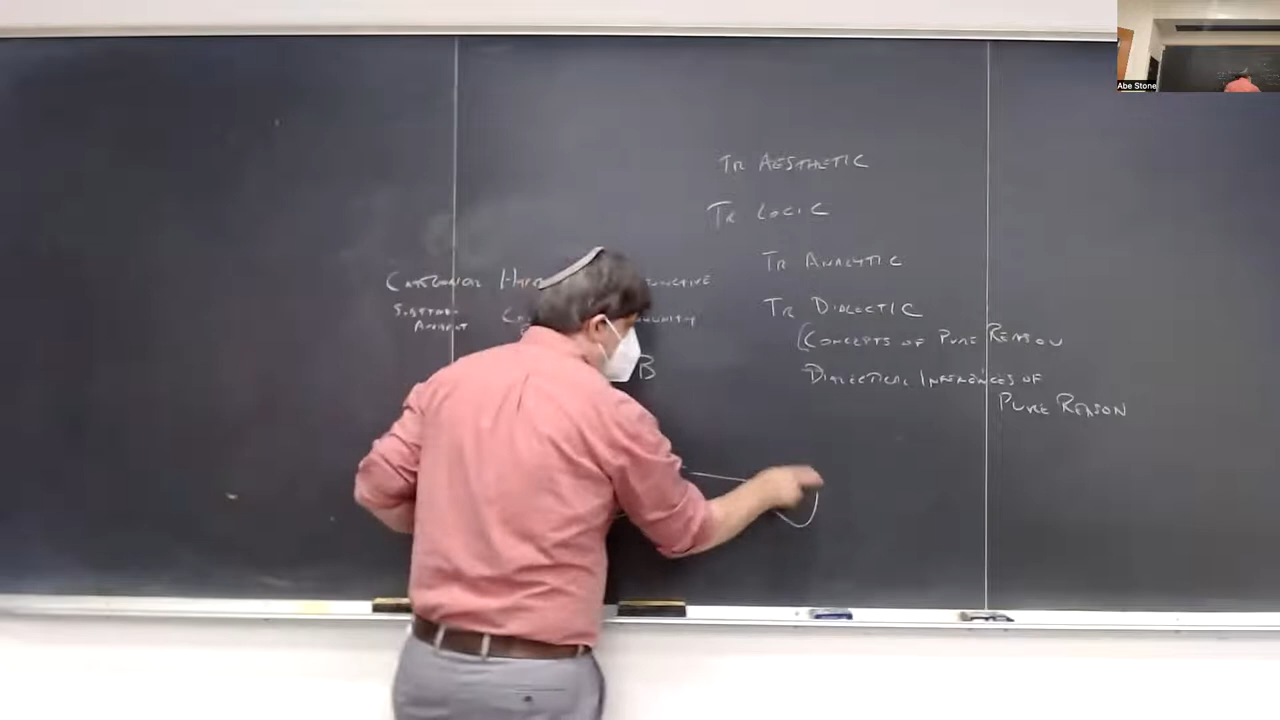 Abe Stone
TR AESTHETIC
TR LOGIC
TR ANALYTIC
TR DIALECTIC
(CONCEPTS OF PURE REASON
DIALECTICAL INFERENCES OF
PURE REASON
CATEGORICAL
B